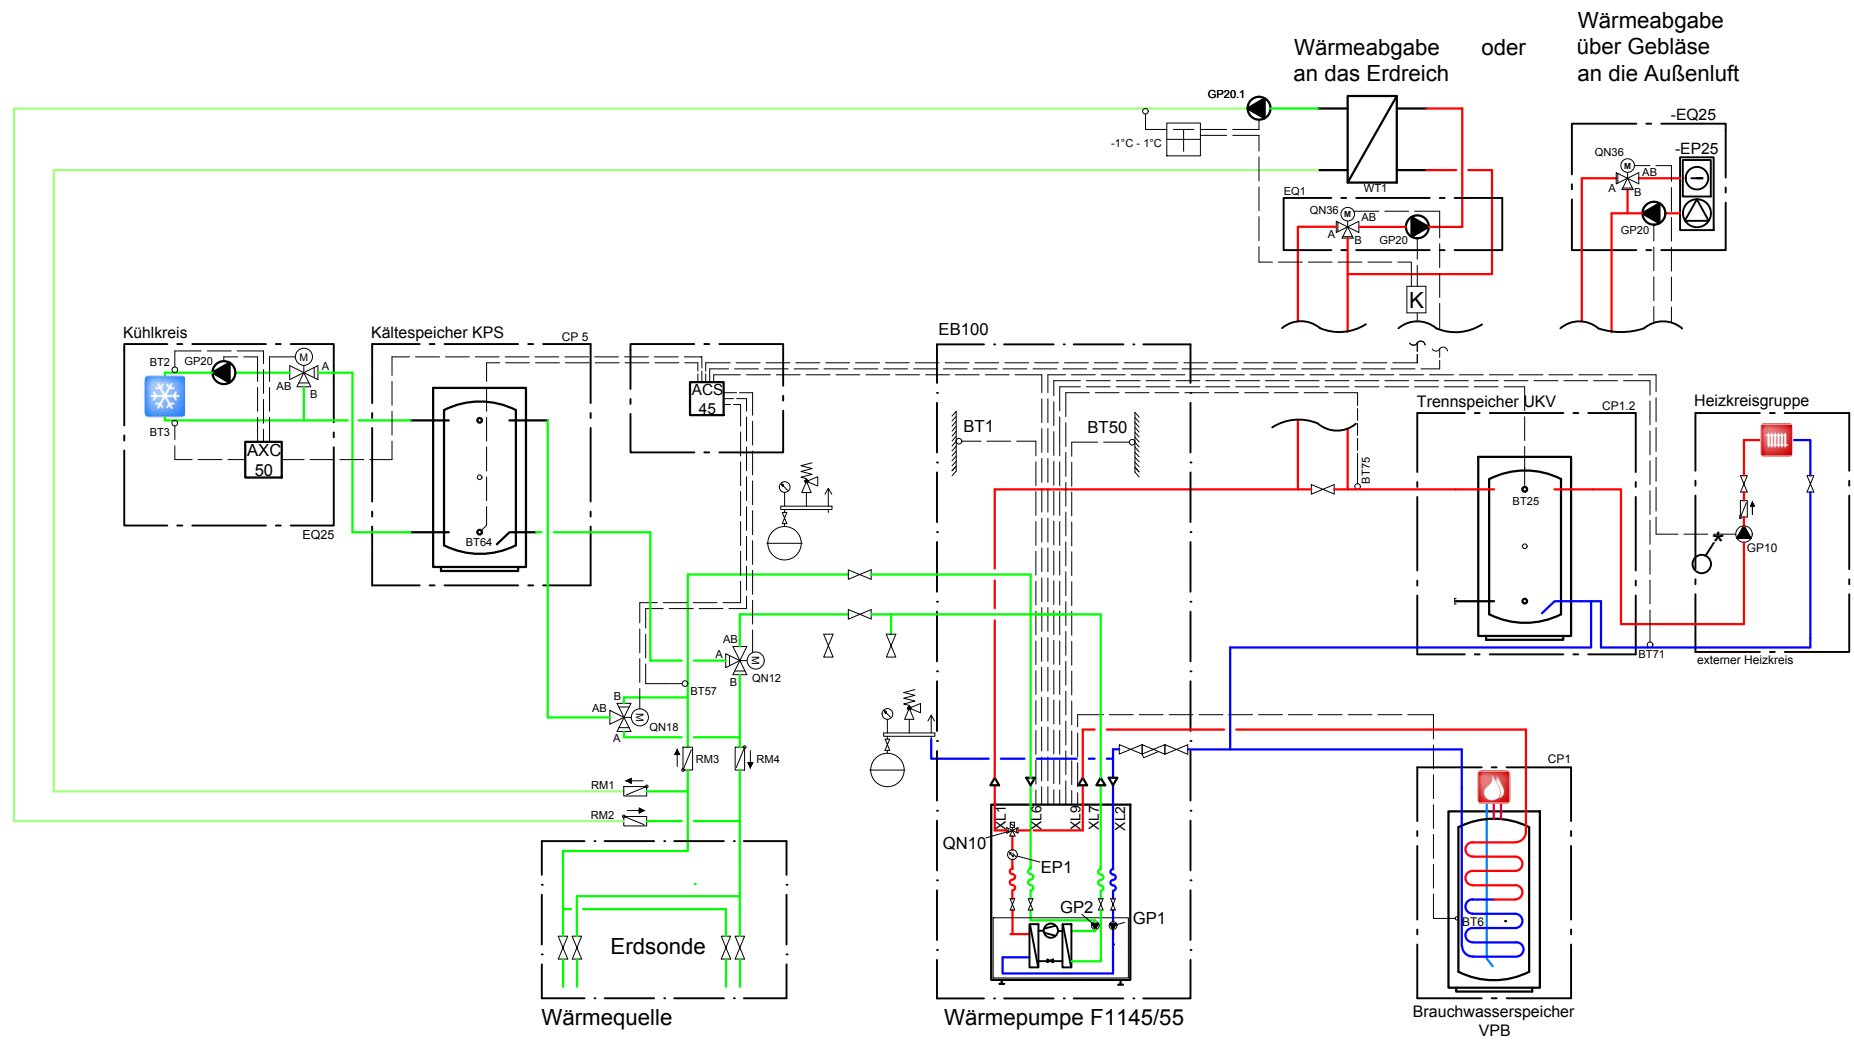 Wärmeabgabe
an das Erdreich
oder
Wärmeabgabe
über Gebläse
an die Außenluft
GP20.1
-1°C - 1°C
WT1
EQ1
QN36
M
AB
A
B
GP20
K
-EQ25
-EP25
QN36
M
AB
A
B
GP20
Kühlkreis
BT2
GP20
M
A
AB
B
BT3
AXC
50
EQ25
Kältespeicher KPS
CP 5
BT64
ACS
45
EB100
BT1
BT50
BT75
Trennspeicher UKV
CP1.2
BT25
BT71
Heizkreisgruppe
*
GP10
externer Heizkreis
AB
A
M
B
QN12
BT57
B
AB
M
QN18
A
RM3
RM4
RM1
RM2
Erdsonde
Wärmequelle
XL1
XL6
XL9
XL7
XL2
QN10
EP1
GP2
GP1
Wärmepumpe F1145/55
CP1
BT6
Brauchwasserspeicher
VPB